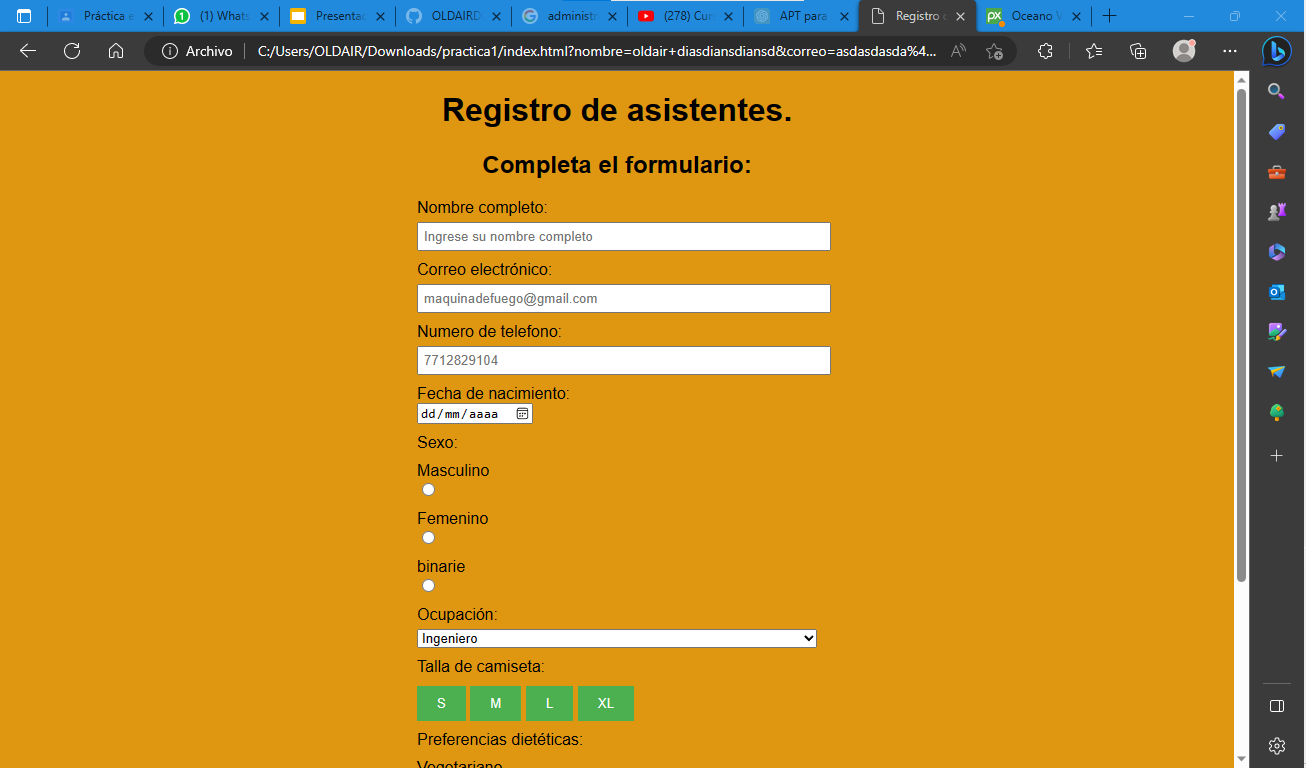 Práctica e
(1) Whats
Presentac
OLDAIRD
administr
(278) Cur
APT para
Registro d
Oceano V
Archivo
C:/Users/OLDAIR/Downloads/practica1/index.html?nombre=oldair+diasdiansdiansd&correo=asdasdasda%4...
Registro de asistentes.
Completa el formulario:
Nombre completo:
Ingrese su nombre completo
Correo electrónico:
maquinadefuego@gmail.com
Numero de telefono:
7712829104
Fecha de nacimiento:
dd/mm/aaaa
Sexo:
Masculino
Femenino
binarie
Ocupación:
Ingeniero
Talla de camiseta:
S M L XL
Preferencias dietéticas:
Vegetariano